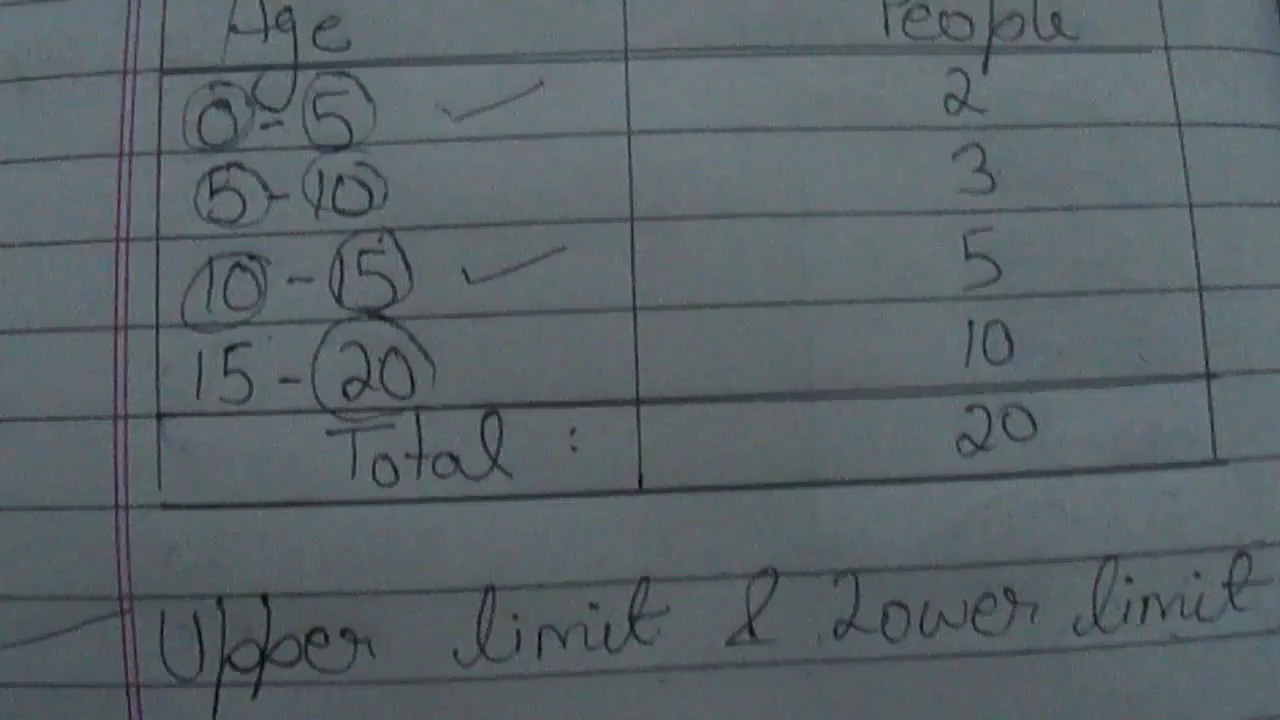 Age People
0-5 2
5-10 3
10-15 5
15-20 10
Total : 20
Upper limit & Lower limit